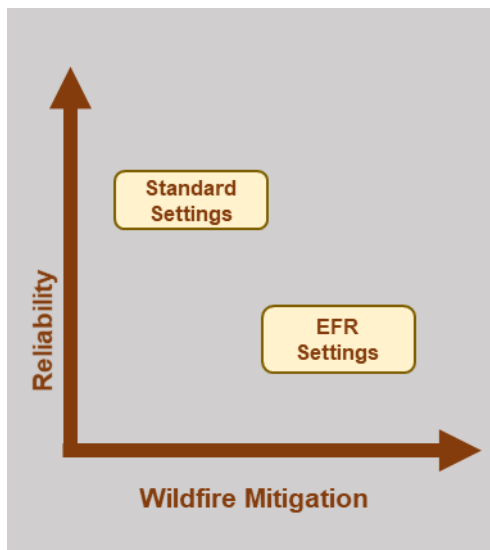 Standard
Settings
EFR
Settings
Reliability
Wildfire Mitigation